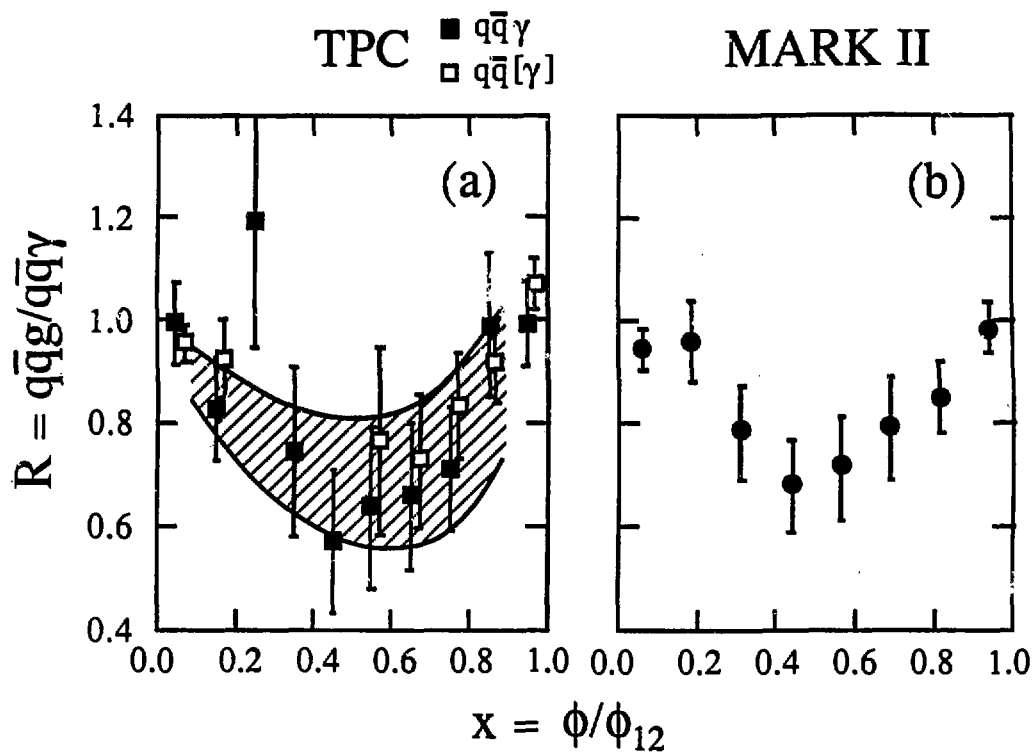 TPC
■ qq̅γ
□ qq̅[γ]
MARK II
(a)
(b)
R = qq̅g/qq̅γ
1.4
1.2
1.0
0.8
0.6
0.4
0.0 0.2 0.4 0.6 0.8 1.0
0.0 0.2 0.4 0.6 0.8 1.0
x = ϕ/ϕ₁₂